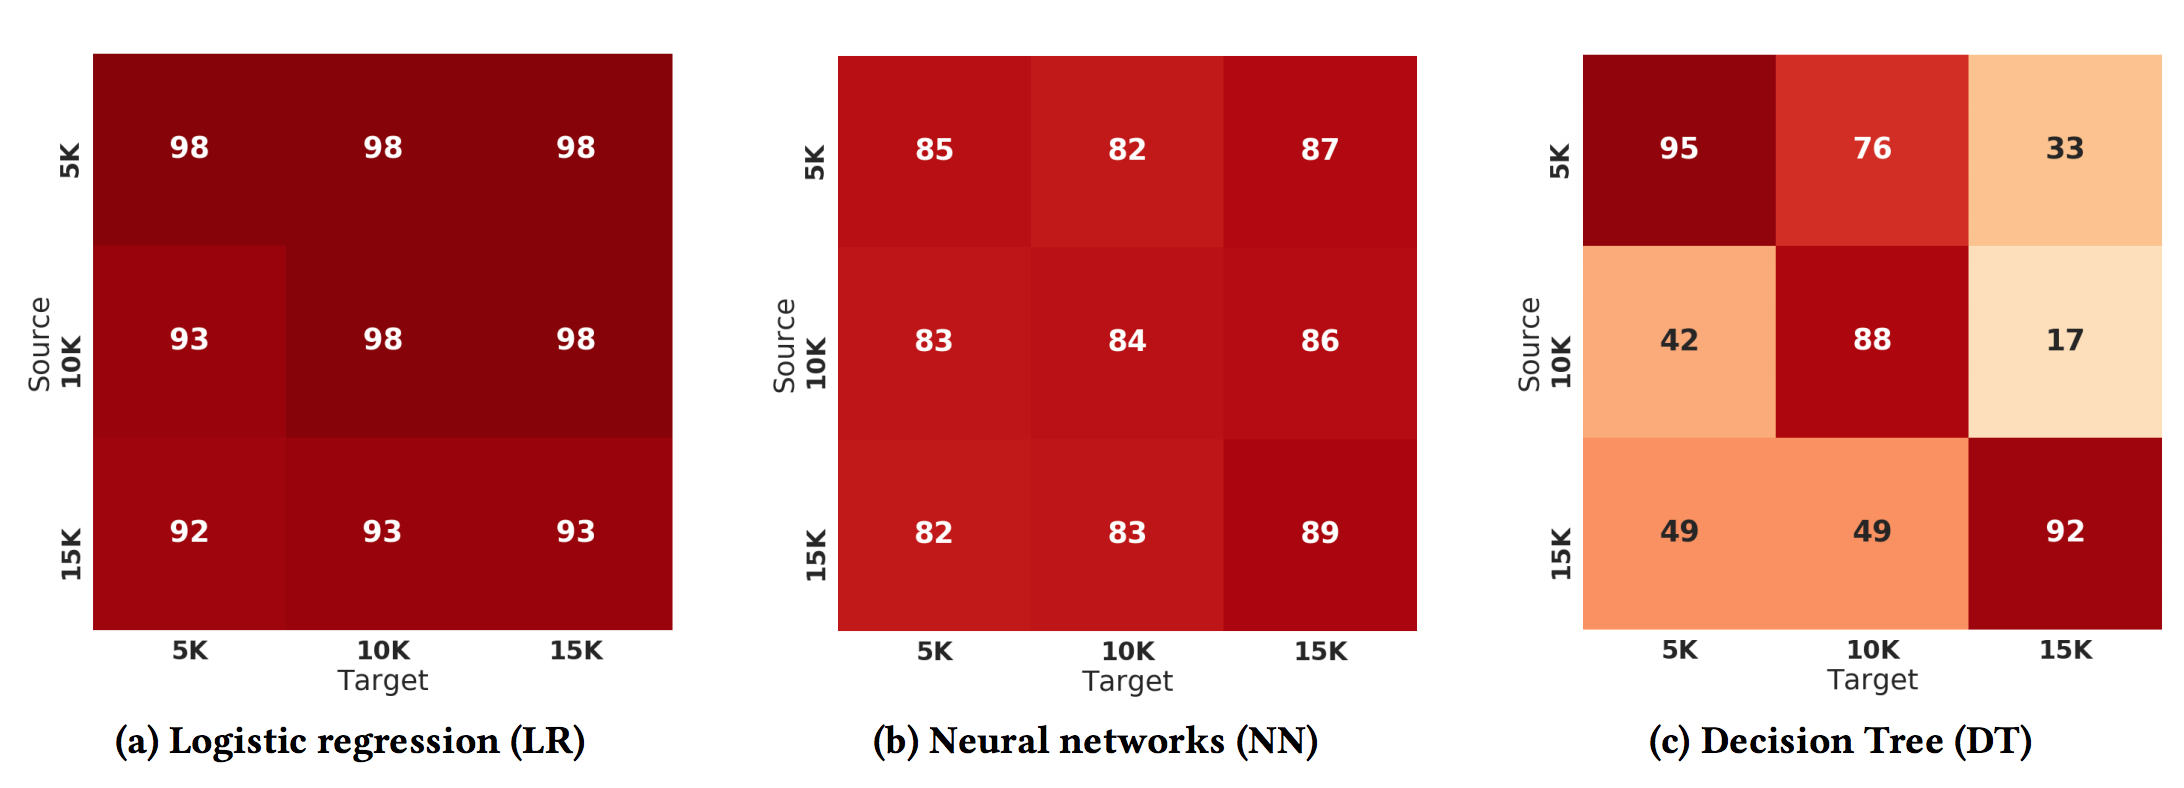 5K
98 98 98
Source
10K
93 98 98
15K
92 93 93
5K 10K 15K
Target
(a) Logistic regression (LR)
5K
85 82 87
Source
10K
83 84 86
15K
82 83 89
5K 10K 15K
Target
(b) Neural networks (NN)
5K
95 76 33
Source
10K
42 88 17
15K
49 49 92
5K 10K 15K
Target
(c) Decision Tree (DT)